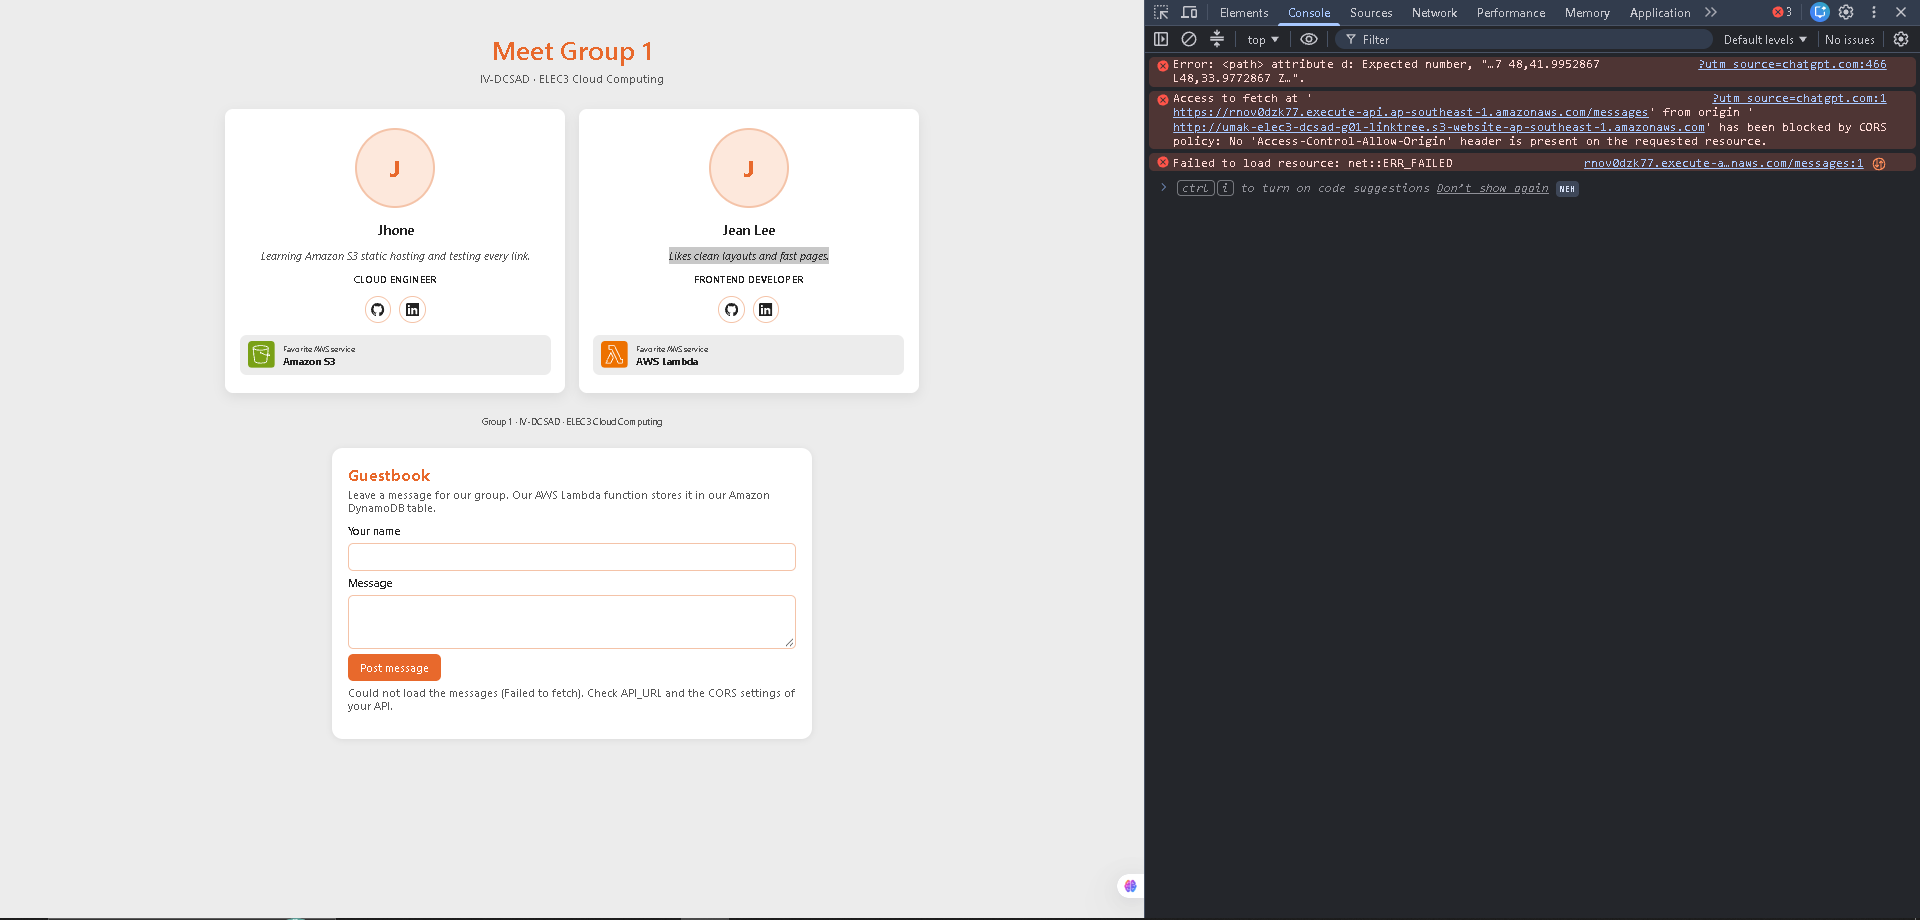 Meet Group 1
IV-DCSAD · ELEC3 Cloud Computing
J
Jhone
Learning Amazon S3 static hosting and testing every link.
CLOUD ENGINEER
Favorite AWS service
Amazon S3
J
Jean Lee
Likes clean layouts and fast pages.
FRONTEND DEVELOPER
Favorite AWS service
AWS Lambda
Group 1 · IV-DCSAD · ELEC3 Cloud Computing
Guestbook
Leave a message for our group. Our AWS Lambda function stores it in our Amazon
DynamoDB table.
Your name
Message
Post message
Could not load the messages (Failed to fetch). Check API_URL and the CORS settings of
your API.
Elements Console Sources Network Performance Memory Application 3
top Filter Default levels No issues
Error: <path> attribute d: Expected number, "…7 48,41.9952867 ?utm_source=chatgpt.com:466
L48,33.9772867 Z…".
Access to fetch at ' ?utm_source=chatgpt.com:1
https://rnov0dzk77.execute-api.ap-southeast-1.amazonaws.com/messages' from origin '
http://umak-elec3-dcsad-g01-linktree.s3-website-ap-southeast-1.amazonaws.com' has been blocked by CORS
policy: No 'Access-Control-Allow-Origin' header is present on the requested resource.
Failed to load resource: net::ERR_FAILED rnov0dzk77.execute-a…naws.com/messages:1
ctrl i to turn on code suggestions Don't show again NEW